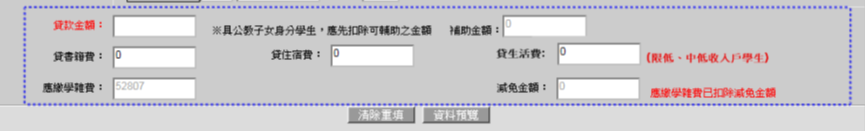 貸款金額： ※具公教子女身分學生，應先扣除可輔助之金額 補助金額：0
貸書籍費：0 貸住宿費：0 貸生活費：0 (限低、中低收入戶學生)
應繳學雜費：52807 減免金額：0 應繳學雜費已扣除減免金額
清除重填 資料預覽